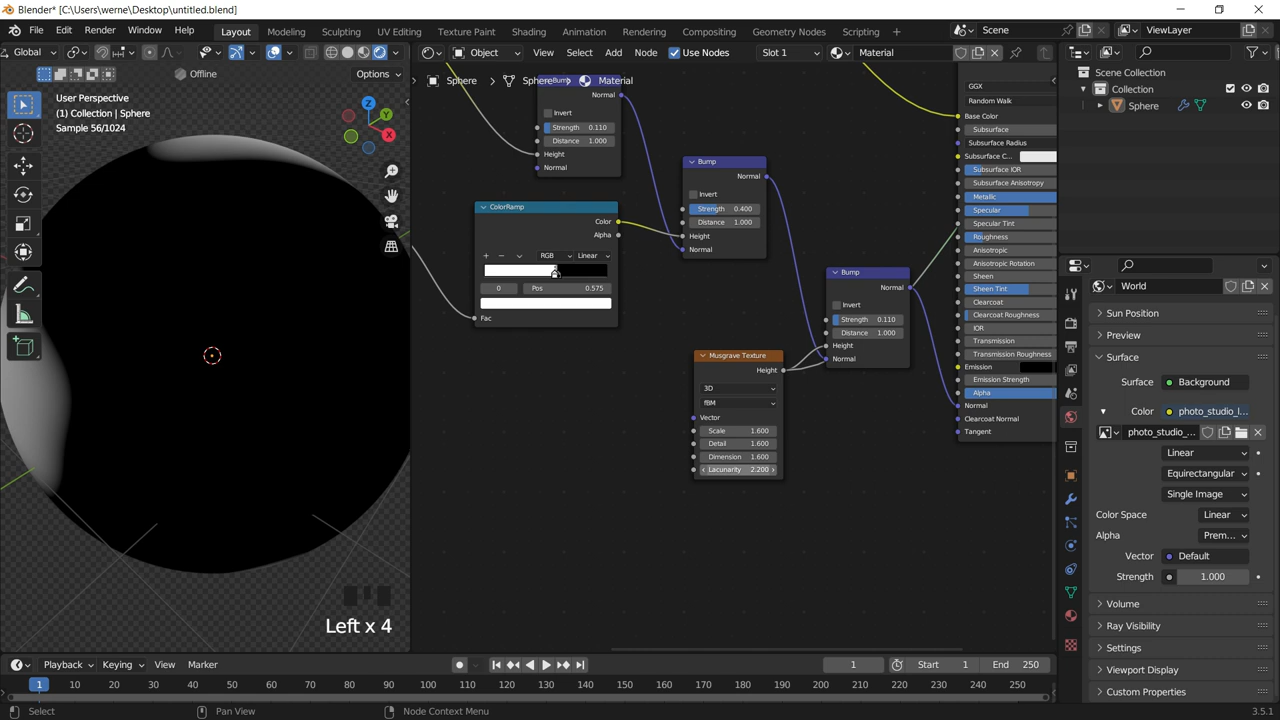 Blender* [C:\Users\werne\Desktop\untitled.blend]
File Edit Render Window Help
Layout Modeling Sculpting UV Editing Texture Paint Shading Animation Rendering Compositing Geometry Nodes Scripting +
Scene
ViewLayer
Global
Object View Select Add Node Use Nodes Slot 1 Material
Offline
Options
User Perspective
(1) Collection | Sphere
Sample 56/1024
Z
Y
X
Left x 4
Sphere > Sphere > Material
Bump
Normal
Invert
Strength 0.110
Distance 1.000
Height
Normal
ColorRamp
Color
Alpha
+ − RGB Linear
0 Pos 0.575
Fac
Bump
Normal
Invert
Strength 0.400
Distance 1.000
Height
Normal
Bump
Normal
Invert
Strength 0.110
Distance 1.000
Height
Normal
Musgrave Texture
Height
3D
fBM
Vector
Scale 1.600
Detail 1.600
Dimension 1.600
Lacunarity 2.200
GGX
Random Walk
Base Color
Subsurface
Subsurface Radius
Subsurface C...
Subsurface IOR
Subsurface Anisotropy
Metallic
Specular
Specular Tint
Roughness
Anisotropic
Anisotropic Rotation
Sheen
Sheen Tint
Clearcoat
Clearcoat Roughness
IOR
Transmission
Transmission Roughness
Emission
Emission Strength
Alpha
Normal
Clearcoat Normal
Tangent
Scene Collection
Collection
Sphere
World
Sun Position
Preview
Surface
Surface Background
Color photo_studio_l...
photo_studio_...
Linear
Equirectangular
Single Image
Color Space Linear
Alpha Prem...
Vector Default
Strength 1.000
Volume
Ray Visibility
Settings
Viewport Display
Custom Properties
Playback Keying View Marker
1 Start 1 End 250
1 10 20 30 40 50 60 70 80 90 100 110 120 130 140 150 160 170 180 190 200 210 220 230 240 250
Select Pan View Node Context Menu 3.5.1